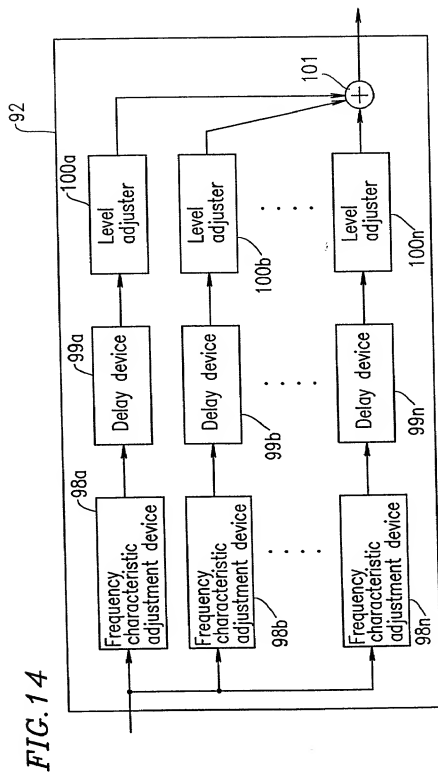 FIG.14
92
98a
Frequency
characteristic
adjustment device
99a
Delay device
100a
Level
adjuster
Frequency
characteristic
adjustment device
98b
Delay device
99b
Level
adjuster
100b
101
+
. . . .
. . . .
. . . .
Frequency
characteristic
adjustment device
98n
Delay device
99n
Level
adjuster
100n